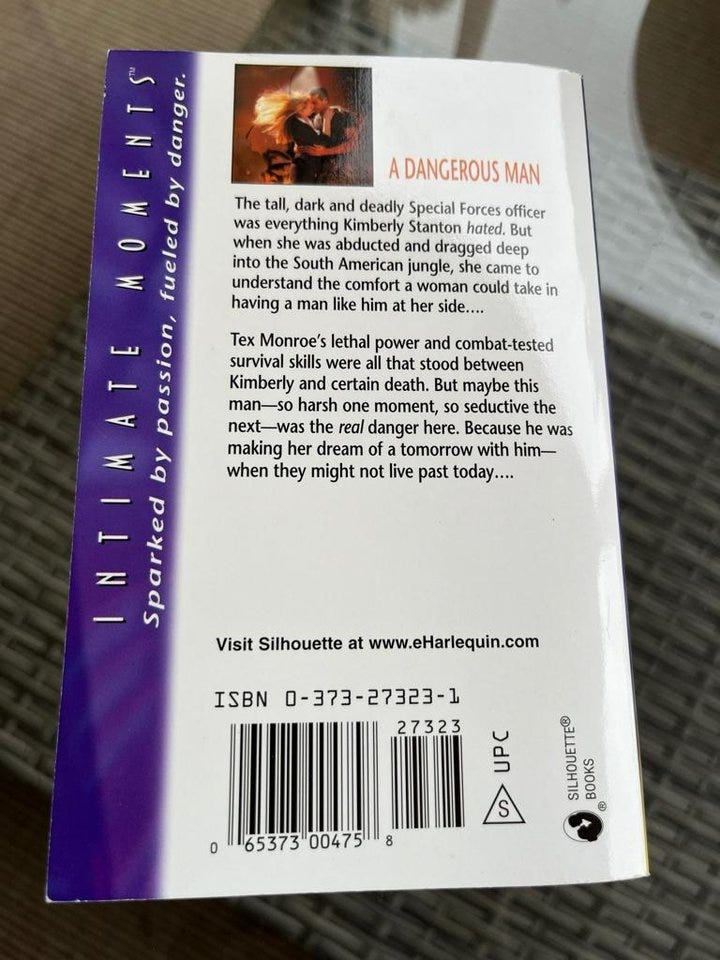 INTIMATE MOMENTS™
Sparked by passion, fueled by danger.
A DANGEROUS MAN
The tall, dark and deadly Special Forces officer
was everything Kimberly Stanton hated. But
when she was abducted and dragged deep
into the South American jungle, she came to
understand the comfort a woman could take in
having a man like him at her side....
Tex Monroe's lethal power and combat-tested
survival skills were all that stood between
Kimberly and certain death. But maybe this
man—so harsh one moment, so seductive the
next—was the real danger here. Because he was
making her dream of a tomorrow with him—
when they might not live past today....
Visit Silhouette at www.eHarlequin.com
ISBN 0-373-27323-1
27323
0 65373 00475 8
S UPC
SILHOUETTE®
BOOKS
®